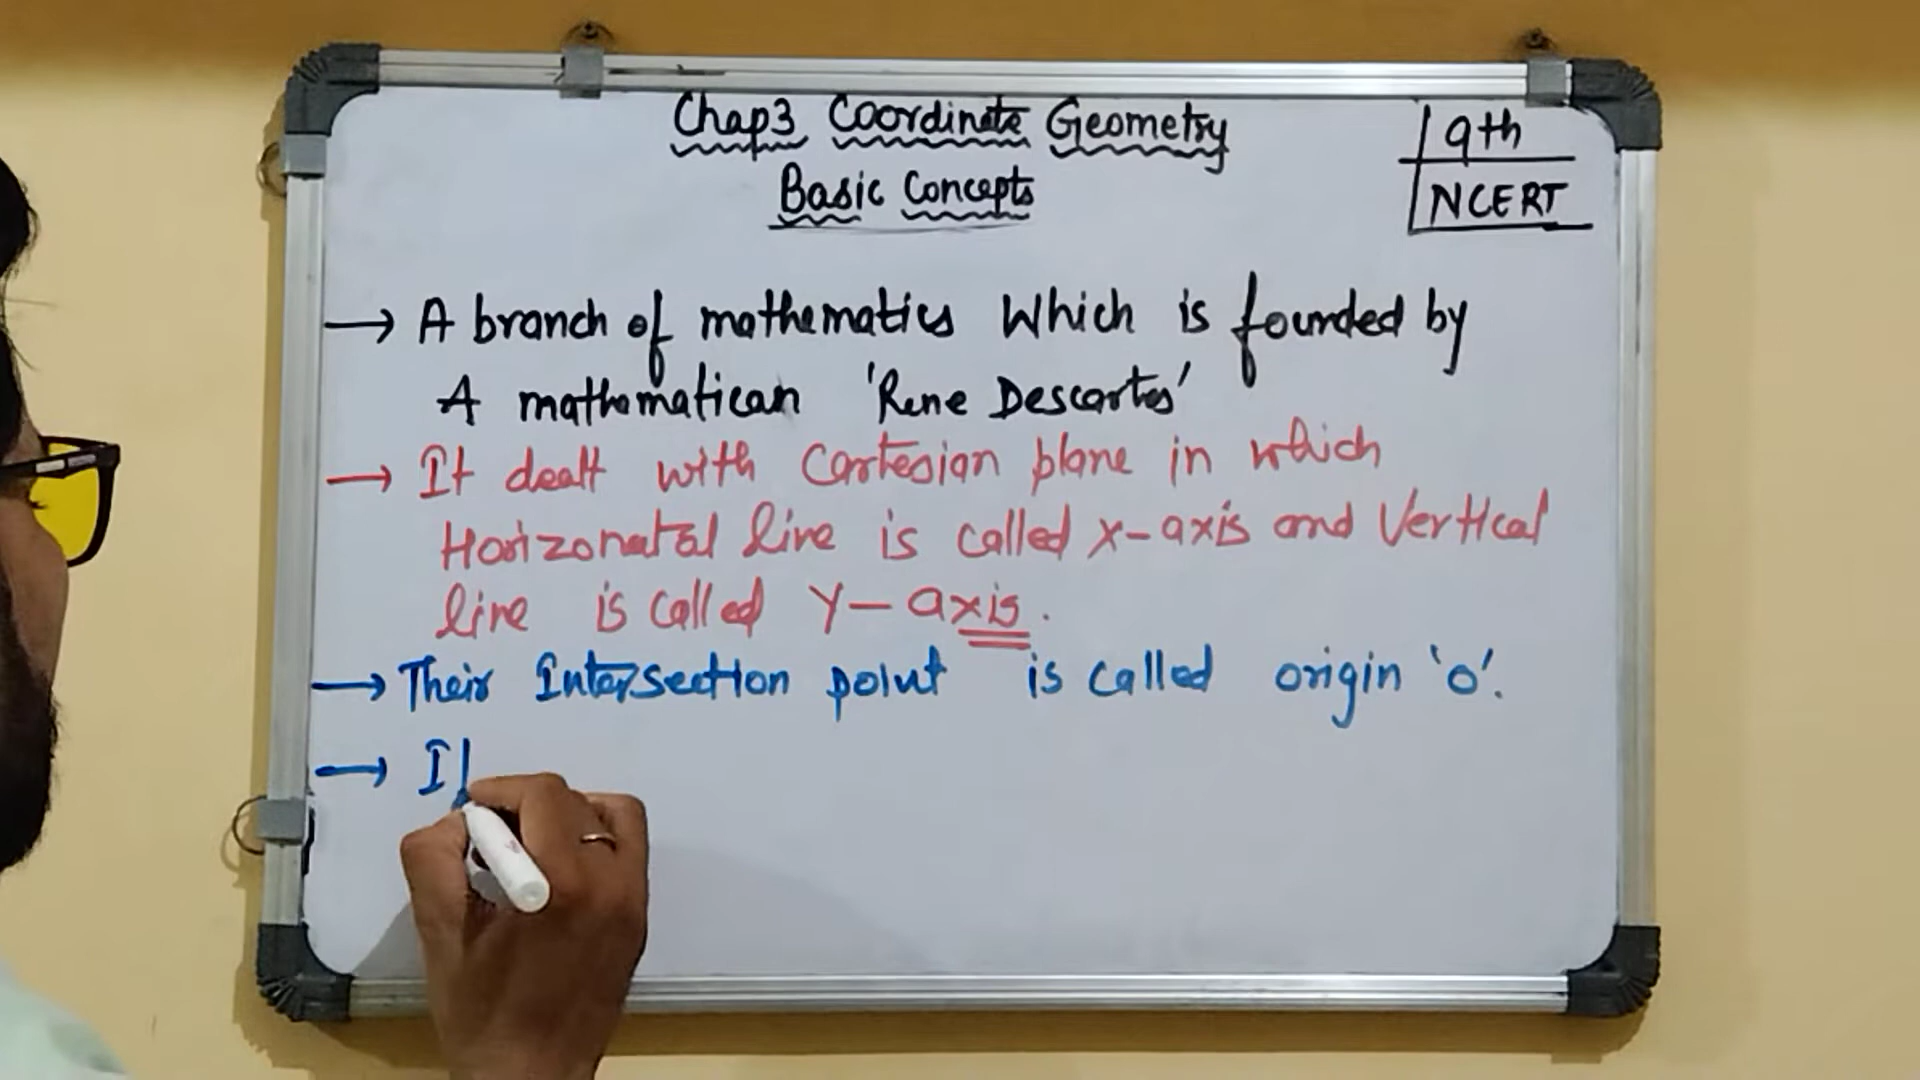 Chap3 Coordinate Geometry
Basic Concepts
9th
NCERT
→ A branch of mathematics Which is founded by
A mathematican 'Rene Descartes'
→ It dealt with Cartesian plane in which
Horizonatal line is called x-axis and Vertical
line is called Y-axis.
→ Their Intersection point is called origin 'o'.
→